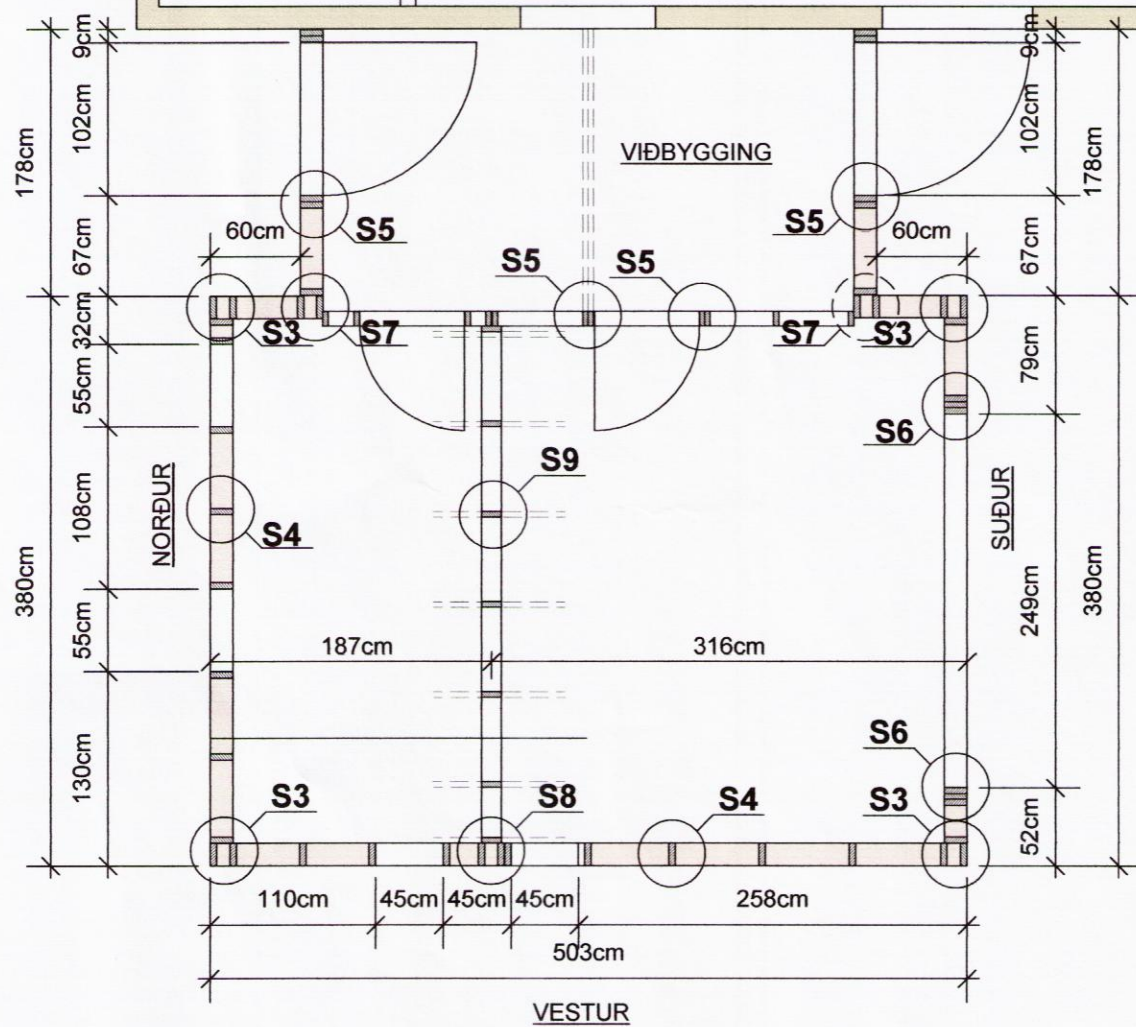 9cm
9cm
102cm
102cm
178cm
178cm
VIÐBYGGING
67cm
60cm
S5
S5
60cm
67cm
S5
S5
32cm
S3
S7
S7
S3
79cm
55cm
S6
NORÐUR
108cm
S4
S9
SUÐUR
380cm
249cm
380cm
55cm
187cm
316cm
130cm
S6
S3
S8
S4
S3
52cm
110cm
45cm
45cm
45cm
258cm
503cm
VESTUR